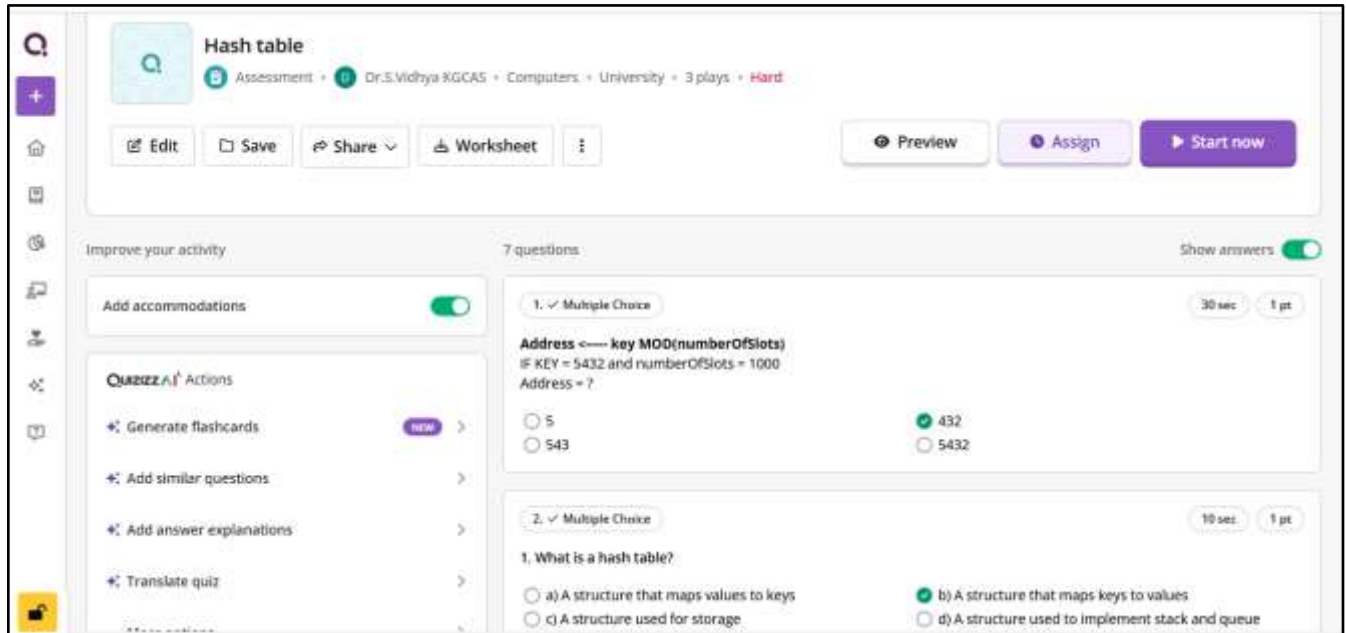 Hash table
Assessment • D Dr.S.Vidhya KGCAS • Computers • University • 3 plays • Hard
Edit Save Share Worksheet Preview Assign Start now
Improve your activity
7 questions
Show answers
Add accommodations
1. ✓ Multiple Choice 30 sec 1 pt
Address <---- key MOD(numberOfSlots)
IF KEY = 5432 and numberOfSlots = 1000
Address = ?
5
432
543
5432
QUIZIZZ AI Actions
Generate flashcards NEW
Add similar questions
Add answer explanations
Translate quiz
2. ✓ Multiple Choice 10 sec 1 pt
1. What is a hash table?
a) A structure that maps values to keys
b) A structure that maps keys to values
c) A structure used for storage
d) A structure used to implement stack and queue